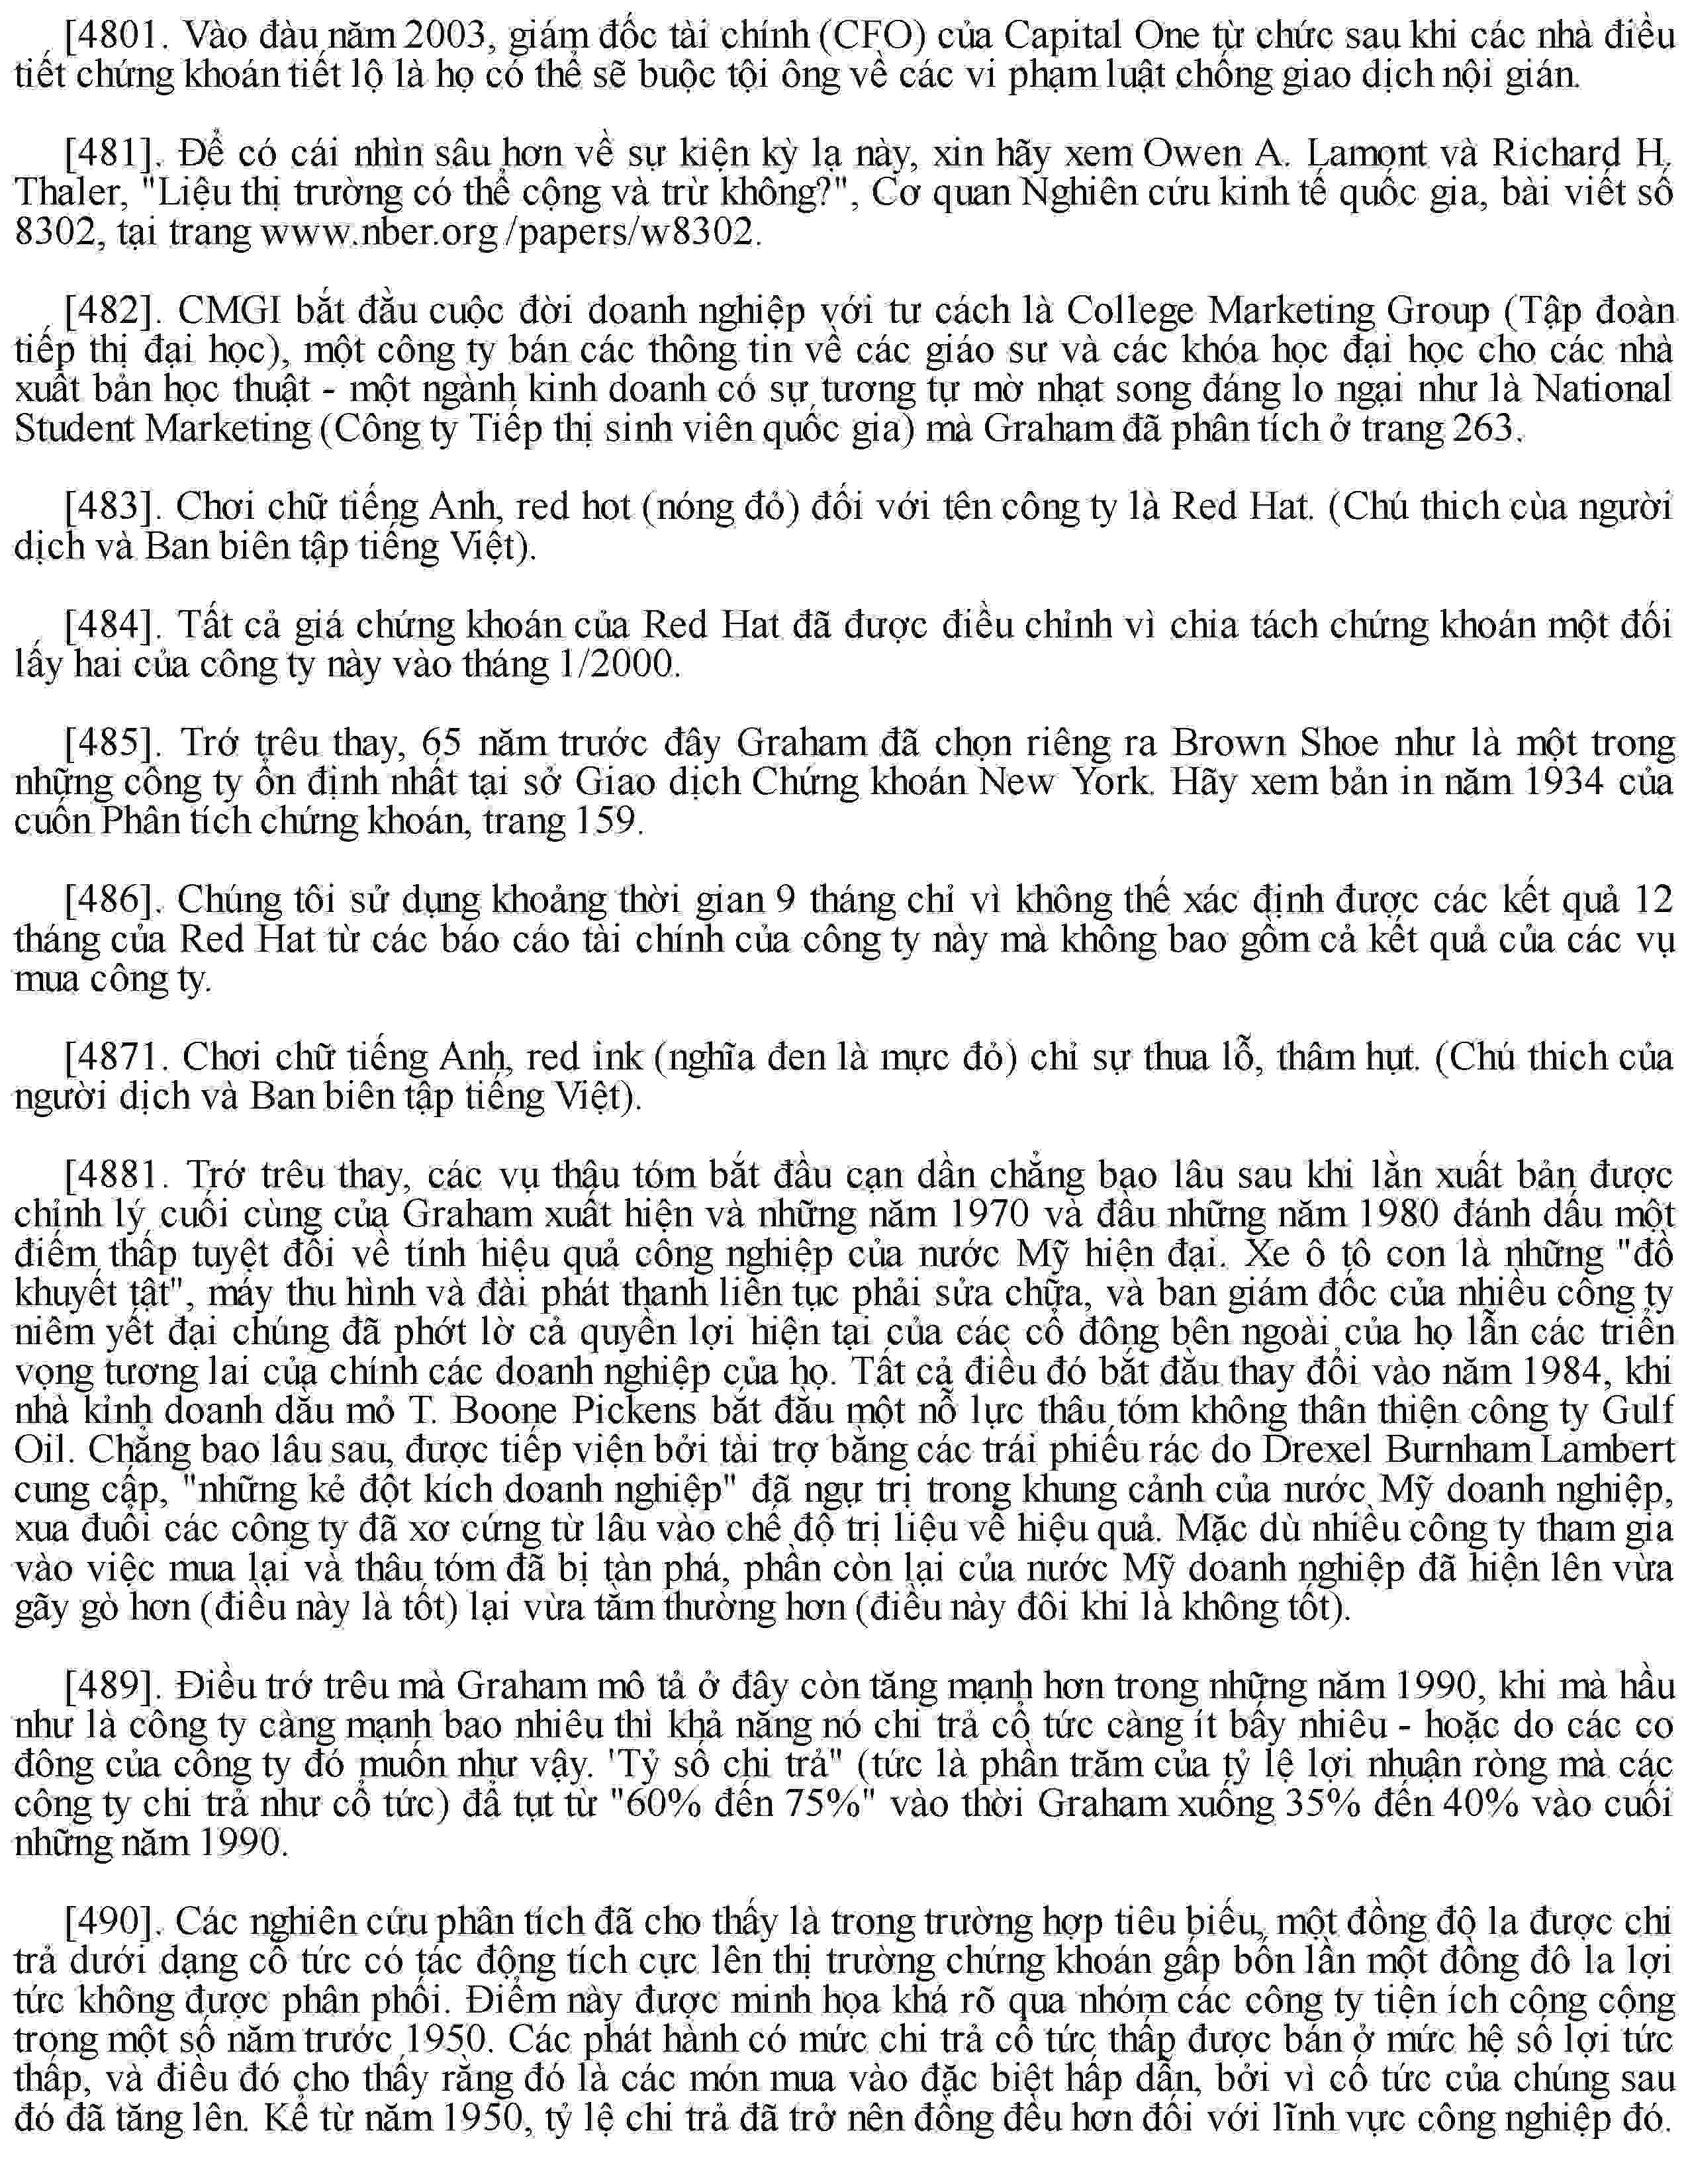 [4801. Vào đàu năm 2003, giám đốc tài chính (CFO) của Capital One từ chức sau khi các nhà điều
tiết chứng khoán tiết lộ là họ có thể sẽ buộc tội ông về các vi phạm luật chống giao dịch nội gián.
[481]. Để có cái nhìn sâu hơn về sự kiện kỳ lạ này, xin hãy xem Owen A. Lamont và Richard H.
Thaler, "Liệu thị trường có thể cộng và trừ không?", Cơ quan Nghiên cứu kinh tế quốc gia, bài viết số
8302, tại trang www.nber.org/papers/w8302.
[482]. CMGI bắt đầu cuộc đời doanh nghiệp với tư cách là College Marketing Group (Tập đoàn
tiếp thị đại học), một công ty bán các thông tin về các giáo sư và các khóa học đại học cho các nhà
xuất bản học thuật - một ngành kinh doanh có sự tương tự mờ nhạt song đáng lo ngại như là National
Student Marketing (Công ty Tiếp thị sinh viên quốc gia) mà Graham đã phân tích ở trang 263.
[483]. Chơi chữ tiếng Anh, red hot (nóng đỏ) đối với tên công ty là Red Hat. (Chú thich cùa người
dịch và Ban biên tập tiếng Việt).
[484]. Tất cả giá chứng khoán của Red Hat đã được điều chỉnh vì chia tách chứng khoán một đổi
lấy hai của công ty này vào tháng 1/2000.
[485]. Trớ trêu thay, 65 năm trước đây Graham đã chọn riêng ra Brown Shoe như là một trong
những công ty ổn định nhất tại sở Giao dịch Chứng khoán New York. Hãy xem bản in năm 1934 của
cuốn Phân tích chứng khoán, trang 159.
[486]. Chúng tôi sử dụng khoảng thời gian 9 tháng chỉ vì không thể xác định được các kết quả 12
tháng của Red Hat từ các báo cáo tài chính của công ty này mà không bao gồm cả kết quả của các vụ
mua công ty.
[4871. Chơi chữ tiếng Anh, red ink (nghĩa đen là mực đỏ) chỉ sự thua lỗ, thâm hụt. (Chú thich của
người dịch và Ban biên tập tiếng Việt).
[4881. Trớ trêu thay, các vụ thâu tóm bắt đầu cạn dần chẳng bao lâu sau khi lần xuất bản được
chỉnh lý cuối cùng của Graham xuất hiện và những năm 1970 và đầu những năm 1980 đánh dấu một
điểm thấp tuyệt đối về tính hiệu quả công nghiệp của nước Mỹ hiện đại. Xe ô tô con là những "đồ
khuyết tật", máy thu hình và đài phát thanh liên tục phải sửa chữa, và ban giám đốc của nhiều công ty
niêm yết đại chúng đã phớt lờ cả quyền lợi hiện tại của các cổ đông bên ngoài của họ lẫn các triển
vọng tương lai của chính các doanh nghiệp của họ. Tất cả điều đó bắt đầu thay đổi vào năm 1984, khi
nhà kinh doanh dầu mỏ T. Boone Pickens bắt đầu một nỗ lực thâu tóm không thân thiện công ty Gulf
Oil. Chẳng bao lâu sau, được tiếp viện bởi tài trợ bằng các trái phiếu rác do Drexel Burnham Lambert
cung cấp, "những kẻ đột kích doanh nghiệp" đã ngự trị trong khung cảnh của nước Mỹ doanh nghiệp,
xua đuổi các công ty đã xơ cứng từ lâu vào chế độ trị liệu về hiệu quả. Mặc dù nhiều công ty tham gia
vào việc mua lại và thâu tóm đã bị tàn phá, phần còn lại của nước Mỹ doanh nghiệp đã hiện lên vừa
gãy gò hơn (điều này là tốt) lại vừa tằm thường hơn (điều này đôi khi là không tốt).
[489]. Điều trớ trêu mà Graham mô tả ở đây còn tăng mạnh hơn trong những năm 1990, khi mà hầu
như là công ty càng mạnh bao nhiêu thì khả năng nó chi trả cổ tức càng ít bấy nhiêu - hoặc do các co
đông của công ty đó muốn như vậy. 'Tỷ số chi trả" (tức là phần trăm của tỷ lệ lợi nhuận ròng mà các
công ty chi trả như cổ tức) đã tụt từ "60% đến 75%" vào thời Graham xuống 35% đến 40% vào cuối
những năm 1990.
[490]. Các nghiên cứu phân tích đã cho thấy là trong trường hợp tiêu biểu, một đồng đô la được chi
trả dưới dạng cổ tức có tác động tích cực lên thị trường chứng khoán gấp bốn lần một đồng đô la lợi
tức không được phân phối. Điểm này được minh họa khá rõ qua nhóm các công ty tiện ích công cộng
trong một số năm trước 1950. Các phát hành có mức chi trả cổ tức thấp được bán ở mức hệ số lợi tức
thấp, và điều đó cho thấy rằng đó là các món mua vào đặc biệt hấp dẫn, bởi vì cổ tức của chúng sau
đó đã tăng lên. Kể từ năm 1950, tỷ lệ chi trả đã trở nên đồng đều hơn đối với lĩnh vực công nghiệp đó.